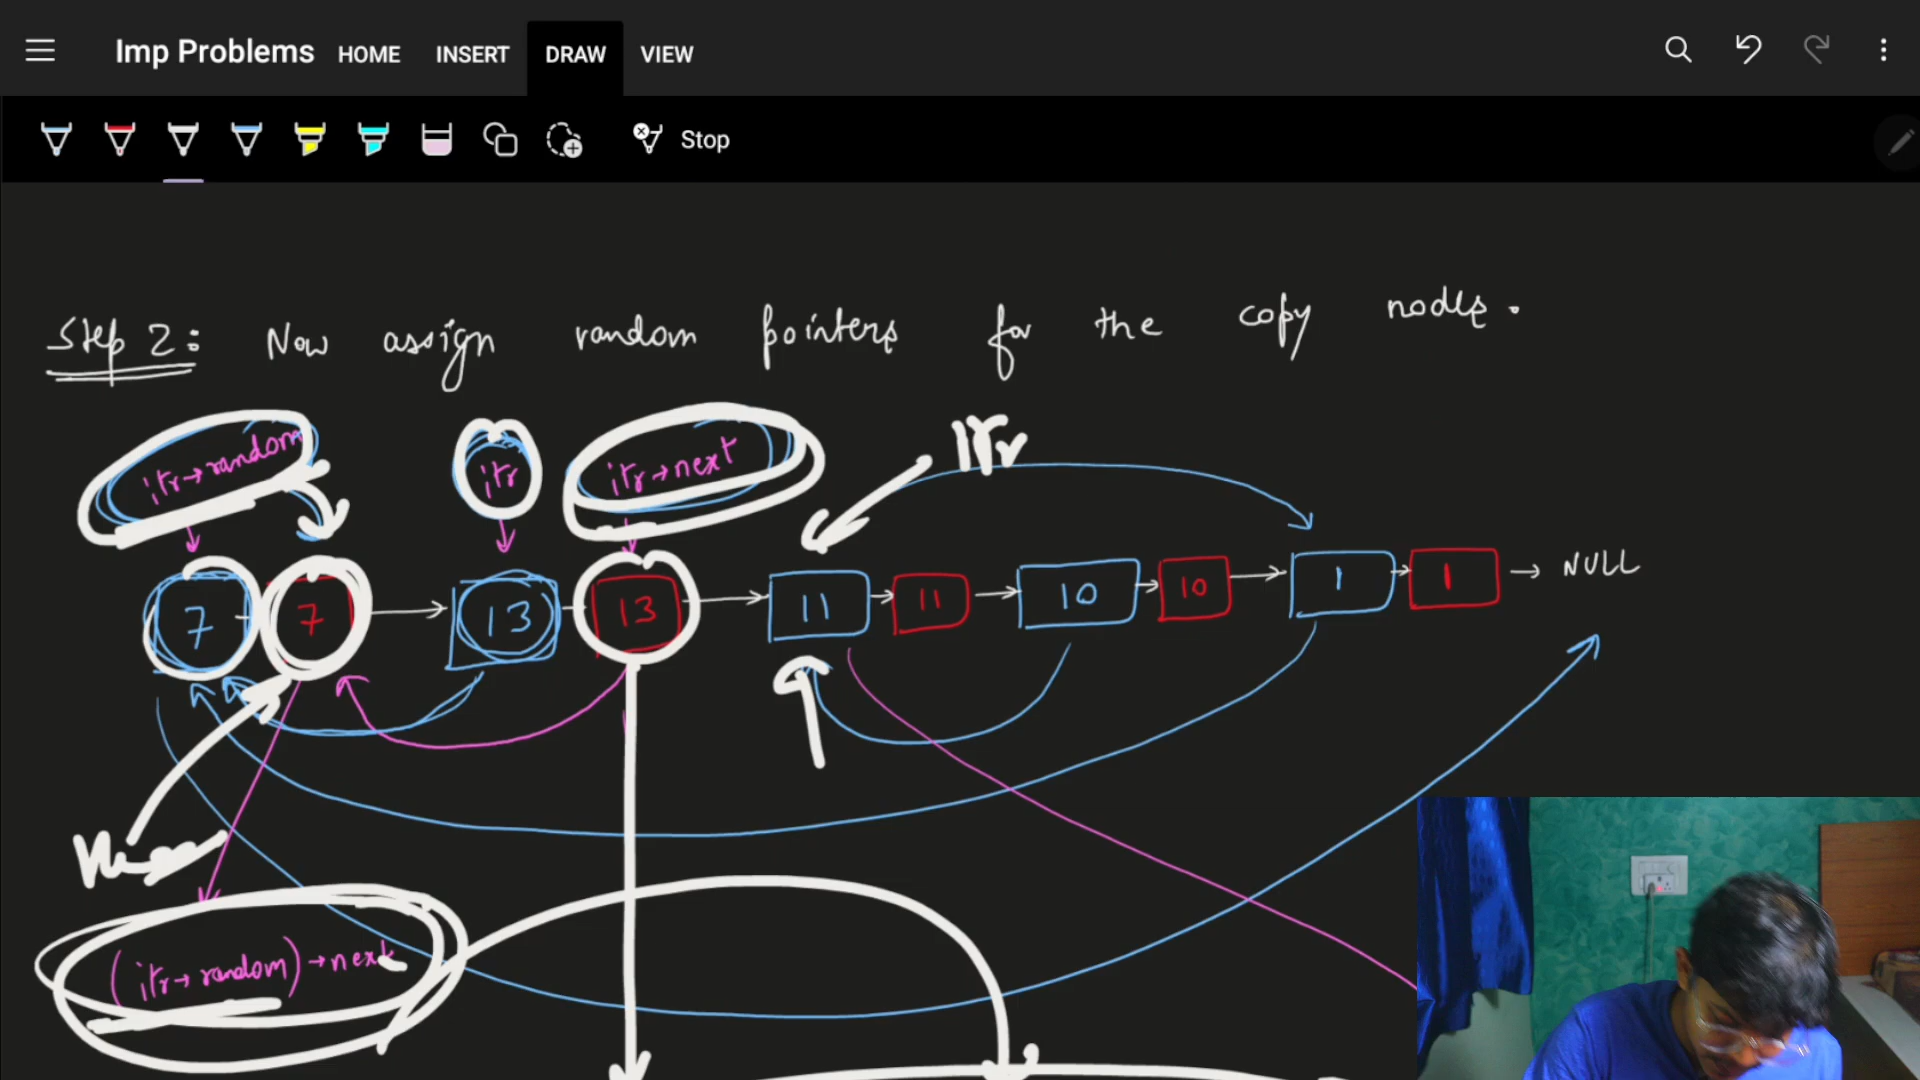 Imp Problems HOME INSERT DRAW VIEW
Stop
Step 2: Now assign random pointers for the copy nodes.
itr→random itr itr→next Itr
7 7 13 13 11 11 10 10 1 1 NULL
(itr→random)→next